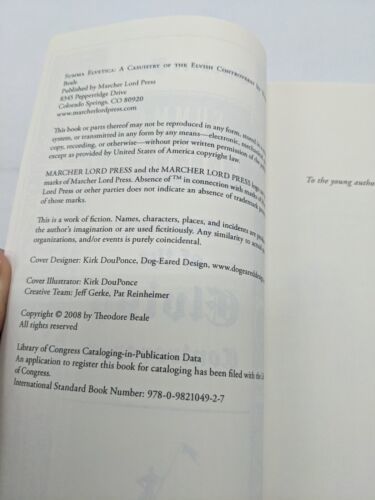 Summa Elvetica: A Casuistry of the Elvish Controversy by
Beale
Published by Marcher Lord Press
8345 Pepperridge Drive
Colorado Springs, CO 80920
www.marcherlordpress.com
This book or parts thereof may not be reproduced in any form, stored in
system, or transmitted in any form by any means—electronic,
copy, recording, or otherwise—without prior written permission of the
except as provided by United States of America copyright law.
MARCHER LORD PRESS and the MARCHER LORD PRESS
marks of Marcher Lord Press. Absence of ™ in connection with marks of
Lord Press or other parties does not indicate an absence of trademark
of those marks.
This is a work of fiction. Names, characters, places, and incidents are
the author's imagination or are used fictitiously. Any similarity to actual
organizations, and/or events is purely coincidental.
Cover Designer: Kirk DouPonce, Dog-Eared Design,
Cover Illustrator: Kirk DouPonce
Creative Team: Jeff Gerke, Pat Reinheimer
Copyright © 2008 by Theodore Beale
All rights reserved
Library of Congress Cataloging-in-Publication Data
An application to register this book for cataloging has been filed with the
of Congress.
International Standard Book Number: 978-0-9821049-2-7
To the young